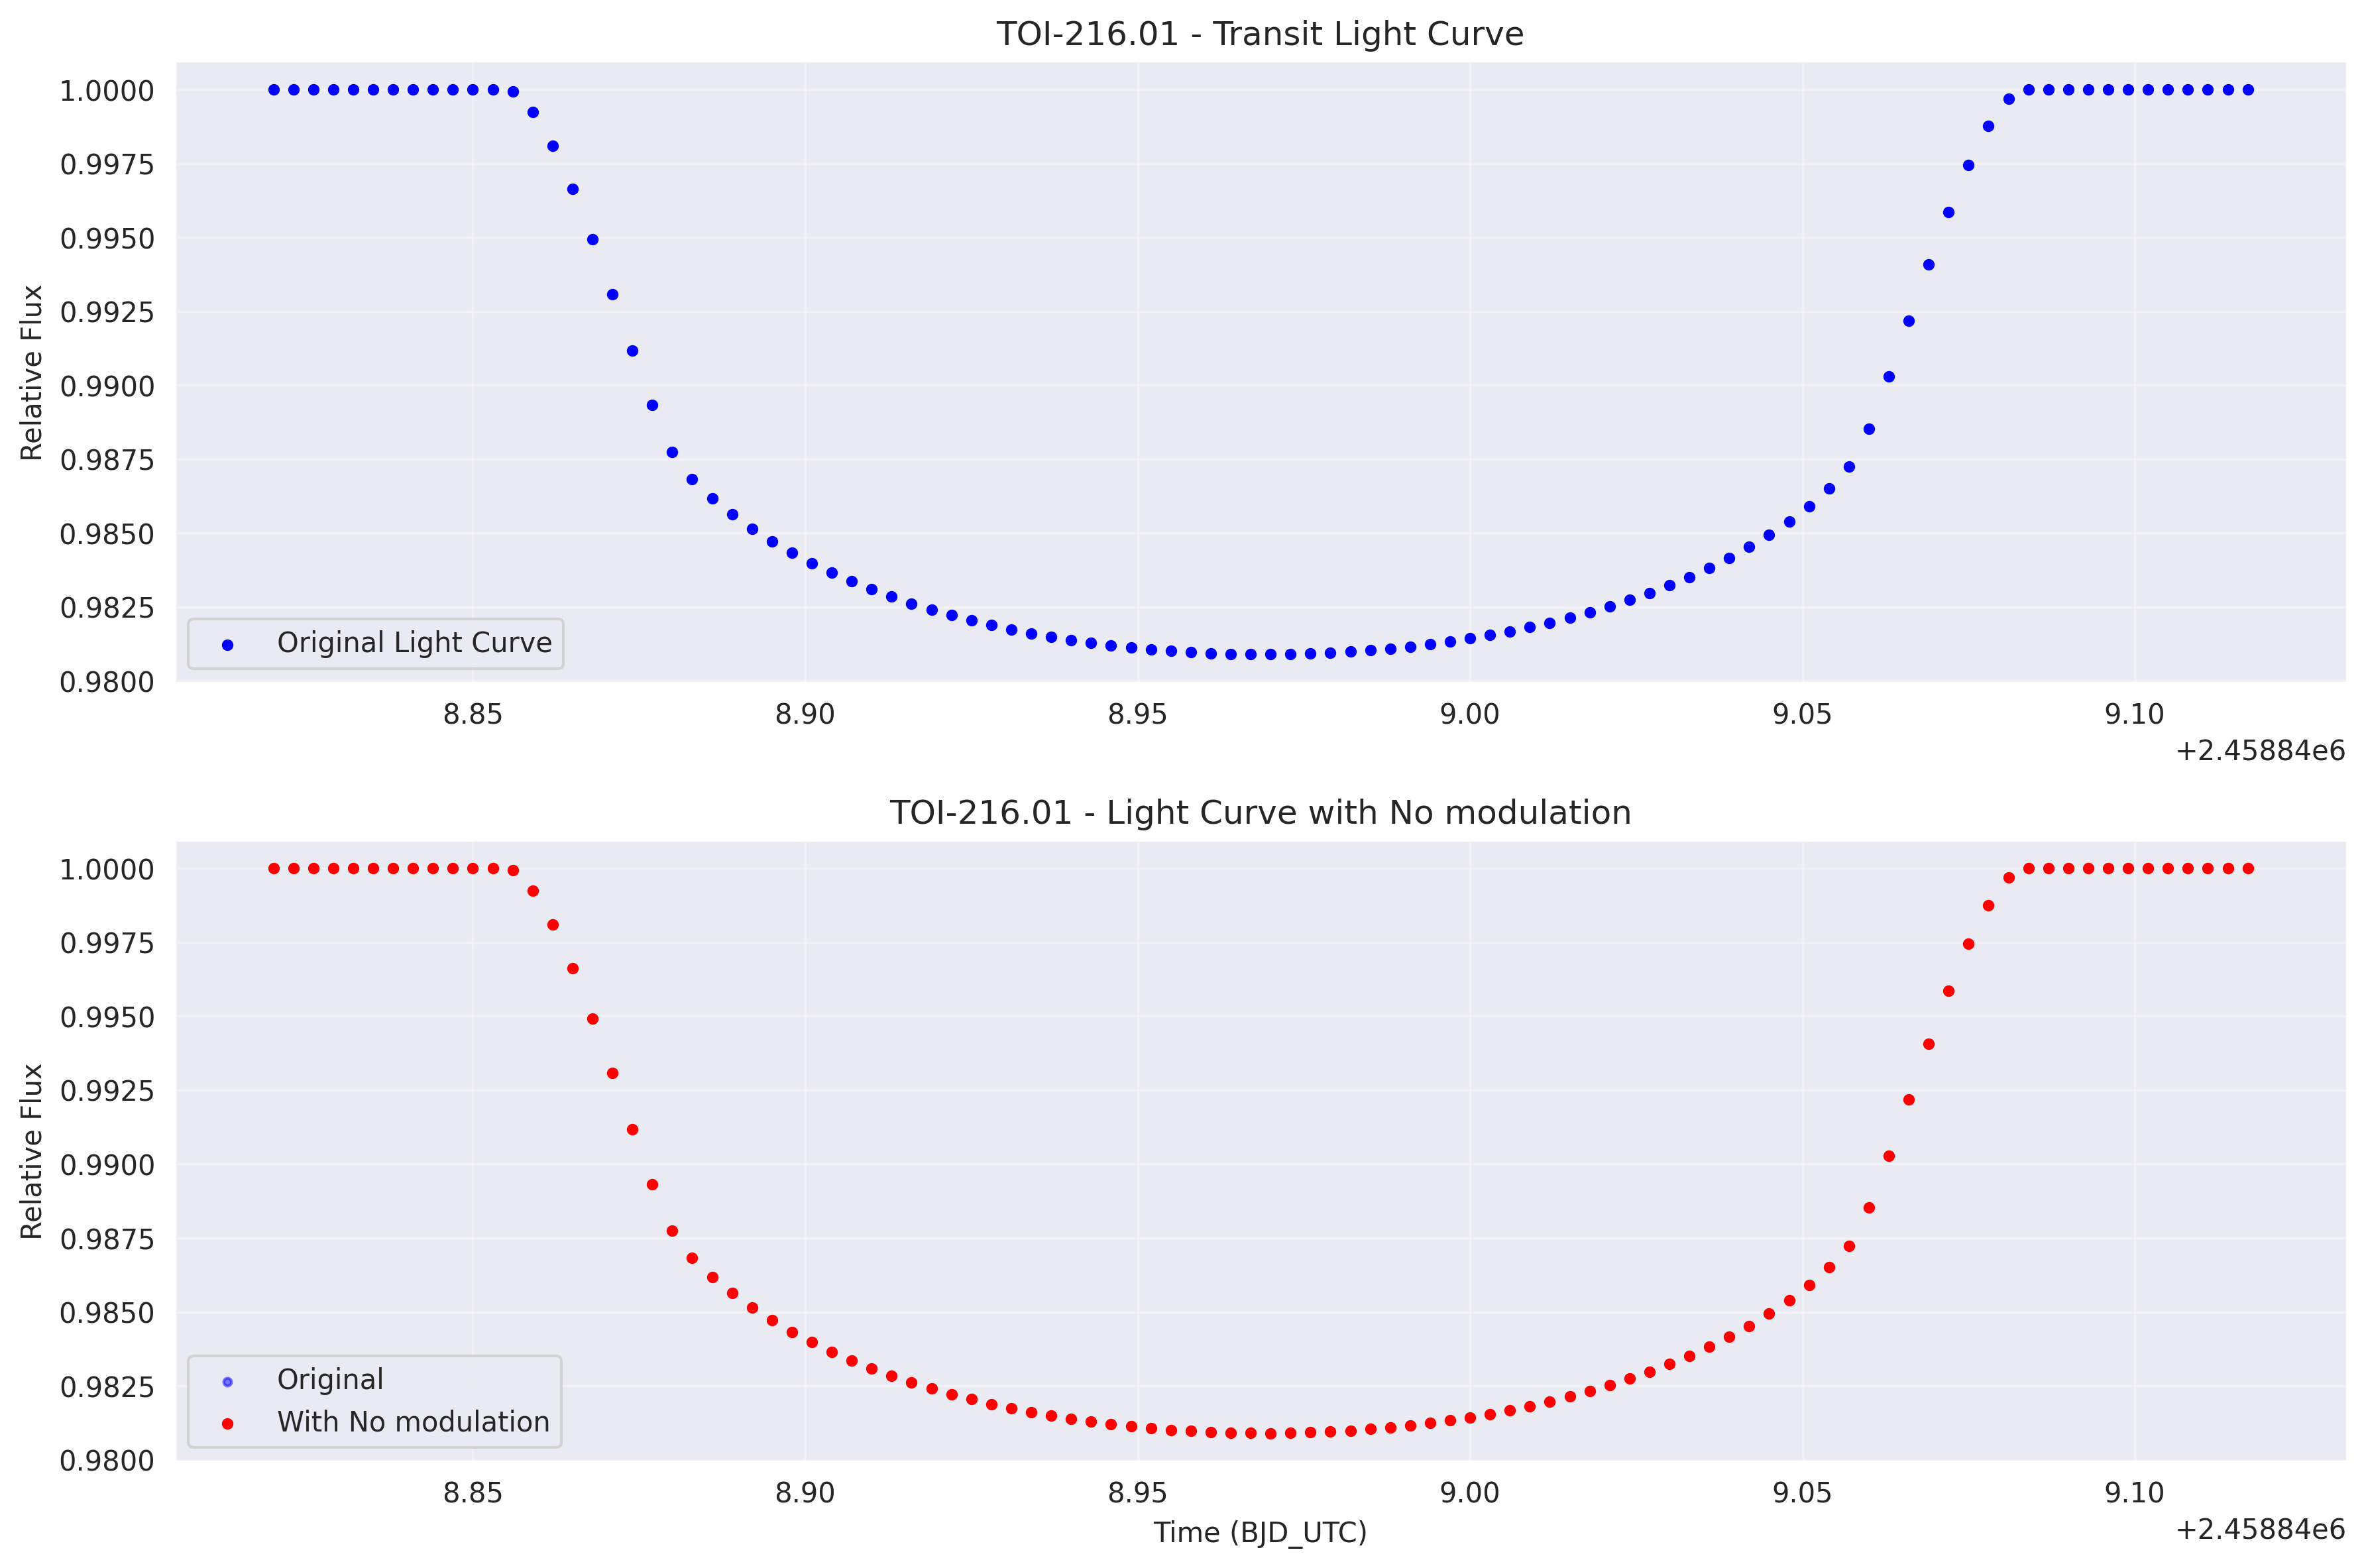 TOI-216.01 - Transit Light Curve
1.0000
0.9975
0.9950
0.9925
0.9900
0.9875
0.9850
0.9825
0.9800
Relative Flux
Original Light Curve
8.85 8.90 8.95 9.00 9.05 9.10
+2.45884e6
TOI-216.01 - Light Curve with No modulation
1.0000
0.9975
0.9950
0.9925
0.9900
0.9875
0.9850
0.9825
0.9800
Relative Flux
Original
With No modulation
8.85 8.90 8.95 9.00 9.05 9.10
Time (BJD_UTC)
+2.45884e6